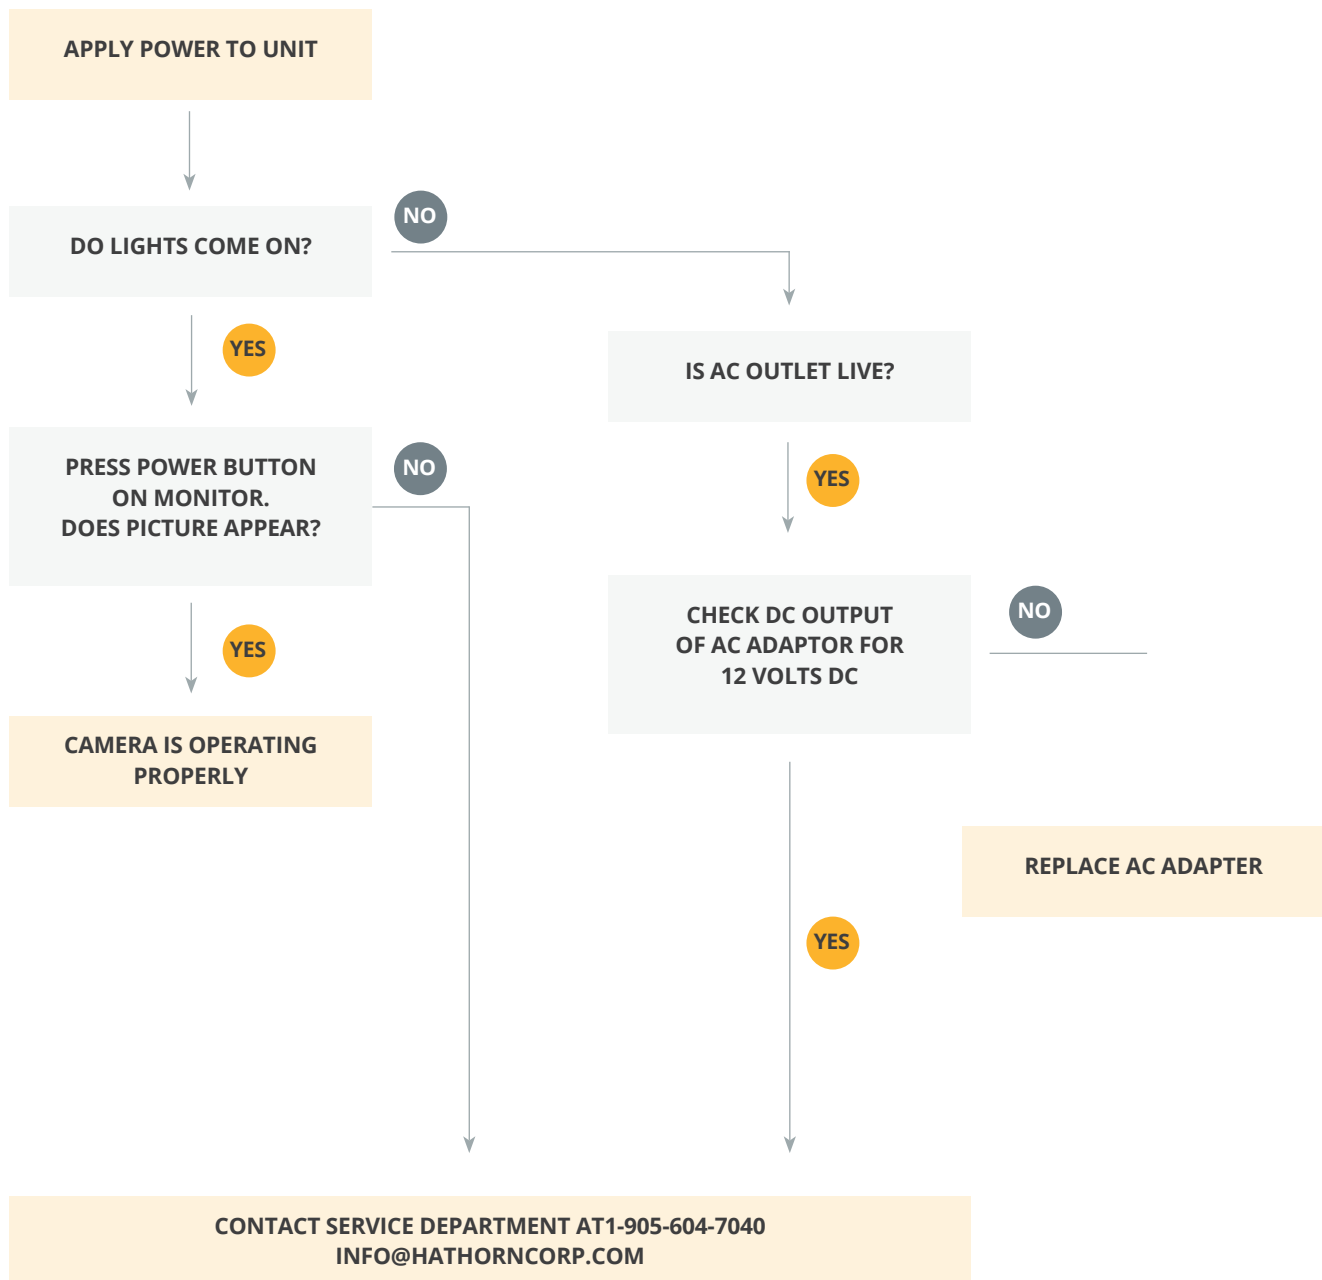 APPLY POWER TO UNIT
DO LIGHTS COME ON?
NO
YES
IS AC OUTLET LIVE?
PRESS POWER BUTTON
ON MONITOR.
DOES PICTURE APPEAR?
NO
YES
CHECK DC OUTPUT
OF AC ADAPTOR FOR
12 VOLTS DC
NO
YES
CAMERA IS OPERATING
PROPERLY
REPLACE AC ADAPTER
YES
CONTACT SERVICE DEPARTMENT AT1-905-604-7040
INFO@HATHORNCORP.COM